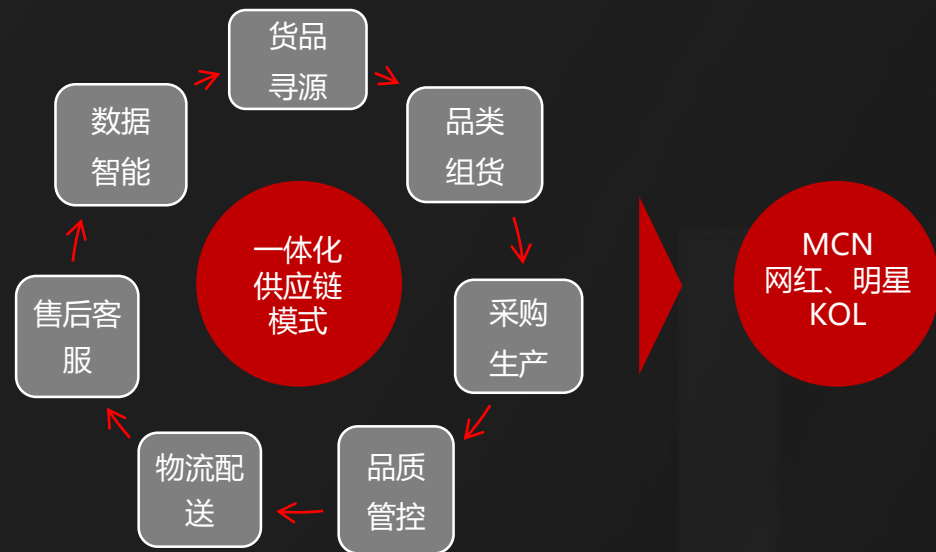 货品
寻源
品类
组货
采购
生产
品质
管控
物流配
送
售后客
服
数据
智能
一体化
供应链
模式
MCN
网红、明星
KOL